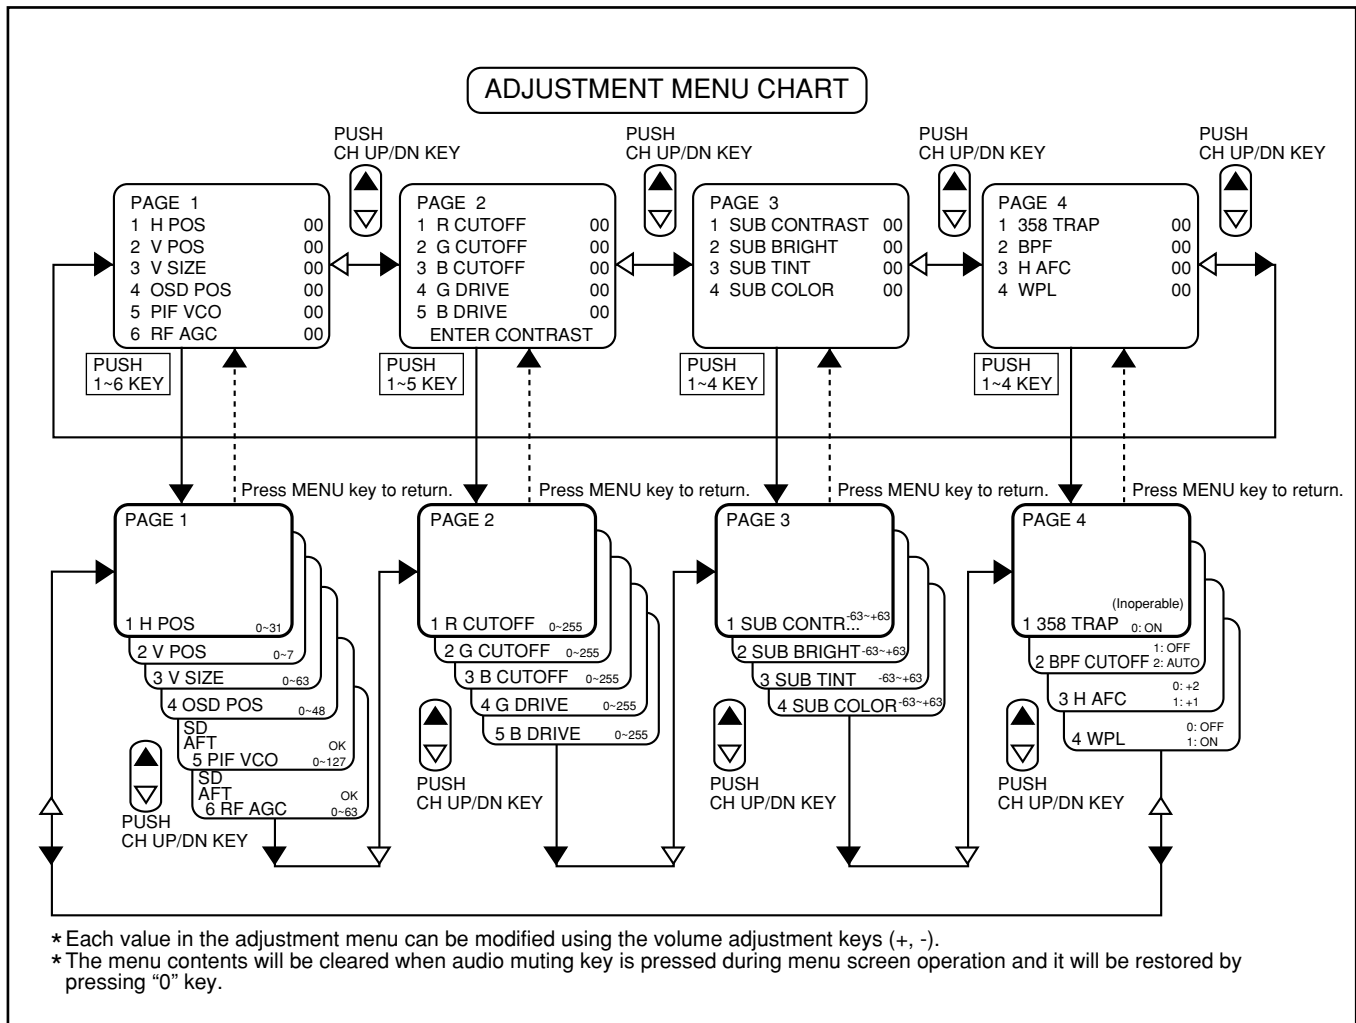 ADJUSTMENT MENU CHART
PUSH
CH UP/DN KEY
PUSH
CH UP/DN KEY
PUSH
CH UP/DN KEY
PUSH
CH UP/DN KEY
PAGE 1
1 H POS 00
2 V POS 00
3 V SIZE 00
4 OSD POS 00
5 PIF VCO 00
6 RF AGC 00
PAGE 2
1 R CUTOFF 00
2 G CUTOFF 00
3 B CUTOFF 00
4 G DRIVE 00
5 B DRIVE 00
ENTER CONTRAST
PAGE 3
1 SUB CONTRAST 00
2 SUB BRIGHT 00
3 SUB TINT 00
4 SUB COLOR 00
PAGE 4
1 358 TRAP 00
2 BPF 00
3 H AFC 00
4 WPL 00
PUSH
1~6 KEY
PUSH
1~5 KEY
PUSH
1~4 KEY
PUSH
1~4 KEY
Press MENU key to return.
Press MENU key to return.
Press MENU key to return.
Press MENU key to return.
PAGE 1
1 H POS 0~31
2 V POS 0~7
3 V SIZE 0~63
4 OSD POS 0~48
SD
AFT OK
5 PIF VCO 0~127
SD
AFT OK
6 RF AGC 0~63
PUSH
CH UP/DN KEY
PAGE 2
1 R CUTOFF 0~255
2 G CUTOFF 0~255
3 B CUTOFF 0~255
4 G DRIVE 0~255
5 B DRIVE 0~255
PUSH
CH UP/DN KEY
PAGE 3
1 SUB CONTR... -63~+63
2 SUB BRIGHT -63~+63
3 SUB TINT -63~+63
4 SUB COLOR -63~+63
PUSH
CH UP/DN KEY
PAGE 4
(Inoperable)
1 358 TRAP 0: ON
1: OFF
2 BPF CUTOFF 2: AUTO
0: +2
3 H AFC 1: +1
0: OFF
4 WPL 1: ON
PUSH
CH UP/DN KEY
* Each value in the adjustment menu can be modified using the volume adjustment keys (+, -).
* The menu contents will be cleared when audio muting key is pressed during menu screen operation and it will be restored by
pressing “0” key.